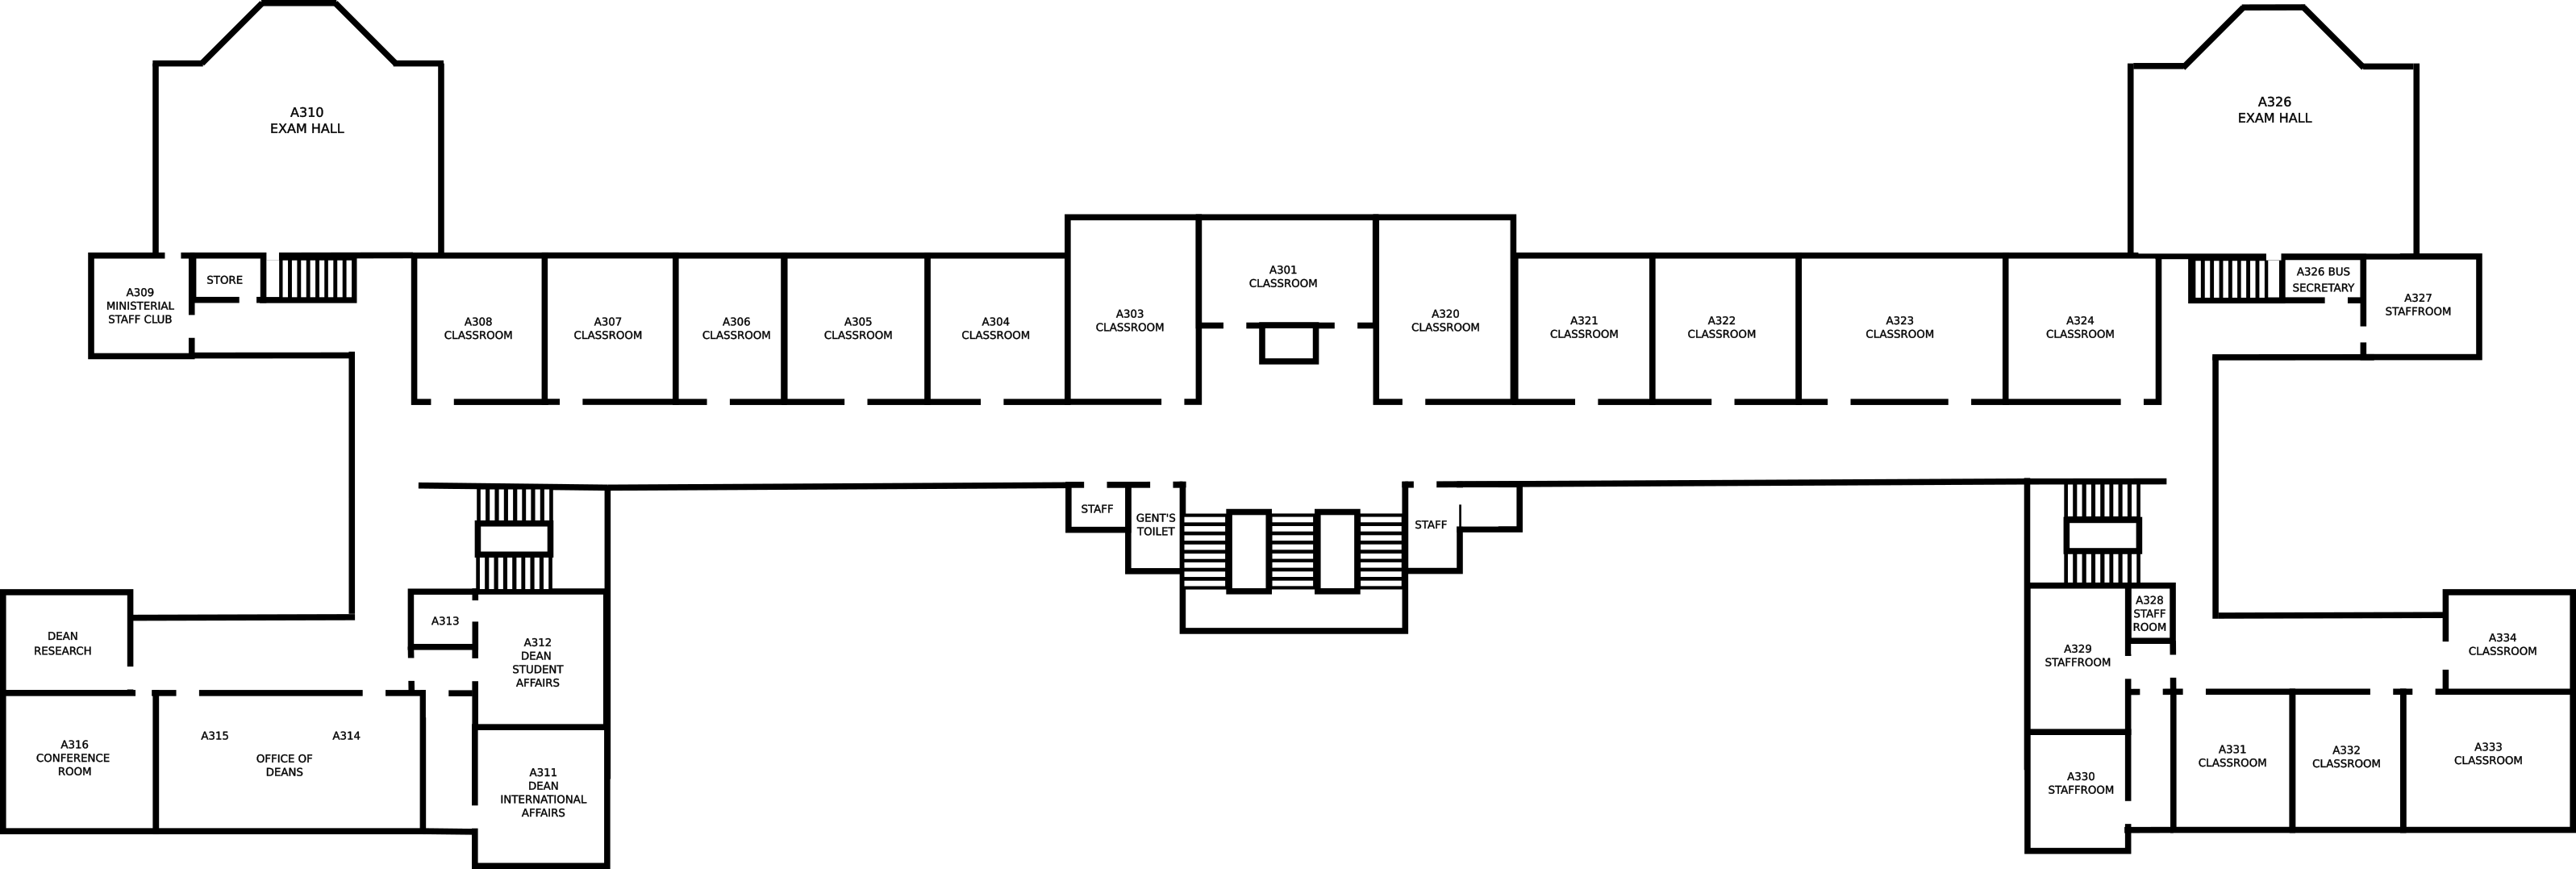 A310
EXAM HALL
A326
EXAM HALL
STORE
A309
MINISTERIAL
STAFF CLUB
A308
CLASSROOM
A307
CLASSROOM
A306
CLASSROOM
A305
CLASSROOM
A304
CLASSROOM
A303
CLASSROOM
A301
CLASSROOM
A320
CLASSROOM
A321
CLASSROOM
A322
CLASSROOM
A323
CLASSROOM
A324
CLASSROOM
A326 BUS
SECRETARY
A327
STAFFROOM
STAFF
GENT'S
TOILET
STAFF
DEAN
RESEARCH
A313
A312
DEAN
STUDENT
AFFAIRS
A316
CONFERENCE
ROOM
A315
A314
OFFICE OF
DEANS
A311
DEAN
INTERNATIONAL
AFFAIRS
A328
STAFF
ROOM
A329
STAFFROOM
A330
STAFFROOM
A334
CLASSROOM
A331
CLASSROOM
A332
CLASSROOM
A333
CLASSROOM